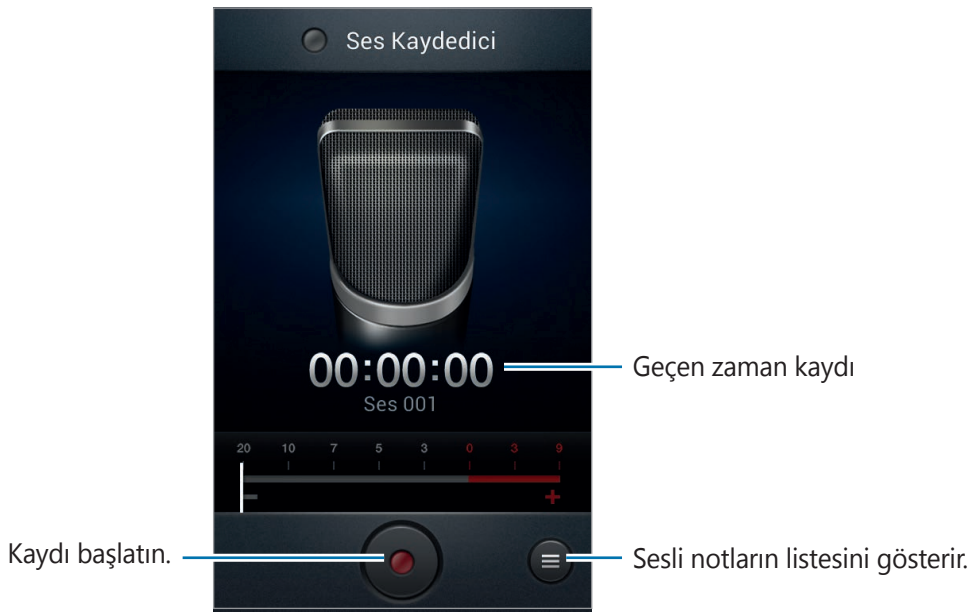 Ses Kaydedici
00:00:00
Geçen zaman kaydı
Ses 001
20 10 7 5 3 0 3 9
- +
Kaydı başlatın.
Sesli notların listesini gösterir.